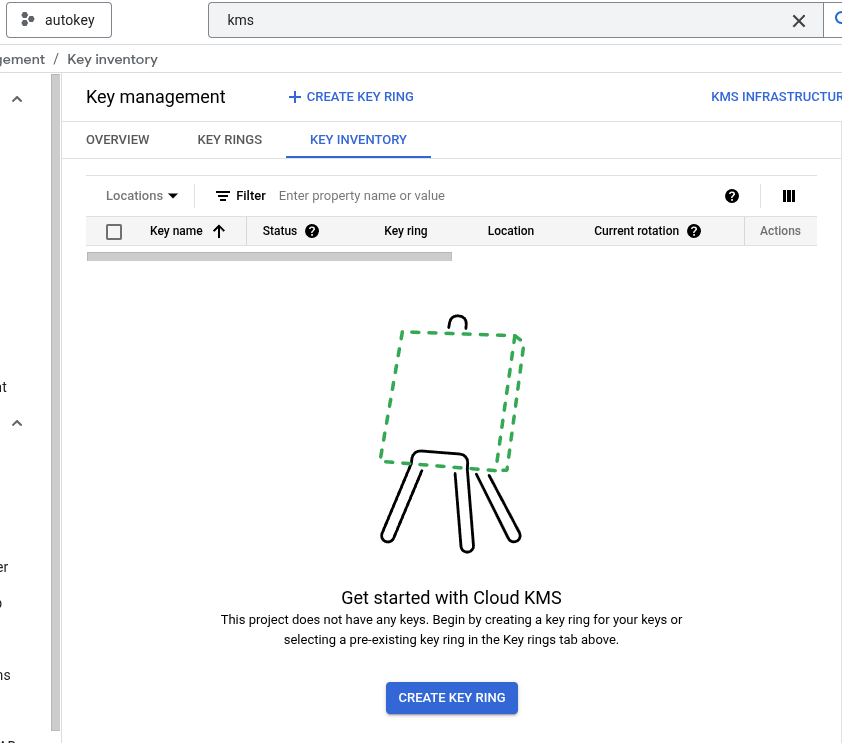 autokey
kms
gement / Key inventory
Key management
CREATE KEY RING
KMS INFRASTRUCTUR
OVERVIEW
KEY RINGS
KEY INVENTORY
Locations
Filter
Enter property name or value
Key name
Status
Key ring
Location
Current rotation
Actions
nt
er
ns
Get started with Cloud KMS
This project does not have any keys. Begin by creating a key ring for your keys or
selecting a pre-existing key ring in the Key rings tab above.
CREATE KEY RING